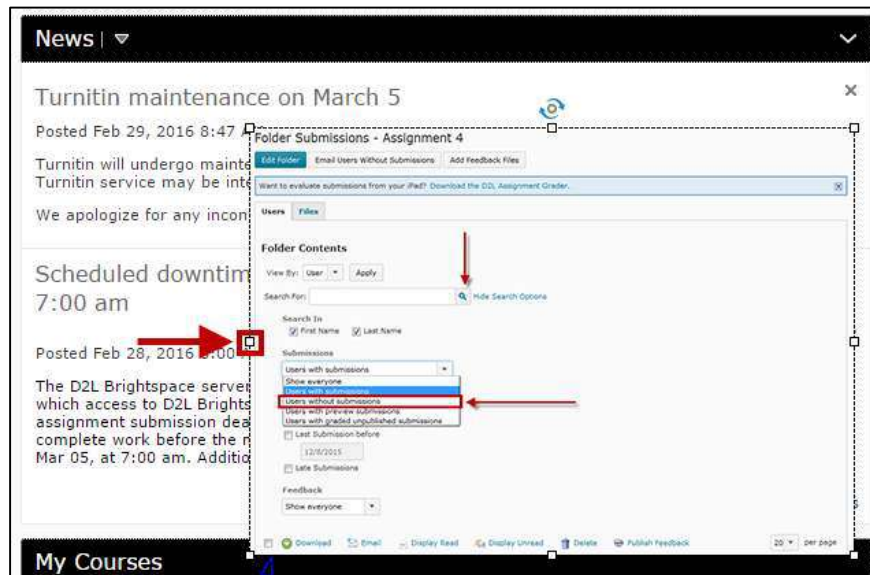 News
Turnitin maintenance on March 5
Posted Feb 29, 2016 8:47
Turnitin will undergo mainte
Turnitin service may be inte
We apologize for any incon
Scheduled downtim
7:00 am
Posted Feb 28, 2016
The D2L Brightspace server
which access to D2L Brights
assignment submission dea
complete work before the
Mar 05, at 7:00 am. Additio
My Courses
Folder Submissions - Assignment 4
Edit Folder Email Users Without Submissions Add Feedback Files
Want to evaluate submissions from your iPad? Download the D2L Assignment Grader.
Users Files
Folder Contents
View By: User Apply
Search For: Hide Search Options
Search In
First Name Last Name
Submissions
Users with submissions
Show everyone
Users with submissions
Users without submissions
Users with preview submissions
Users with graded unpublished submissions
Last Submission before
12/8/2015
Late Submissions
Feedback
Show everyone
Download Email Display Read Display Unread Delete Publish Feedback 20 per page